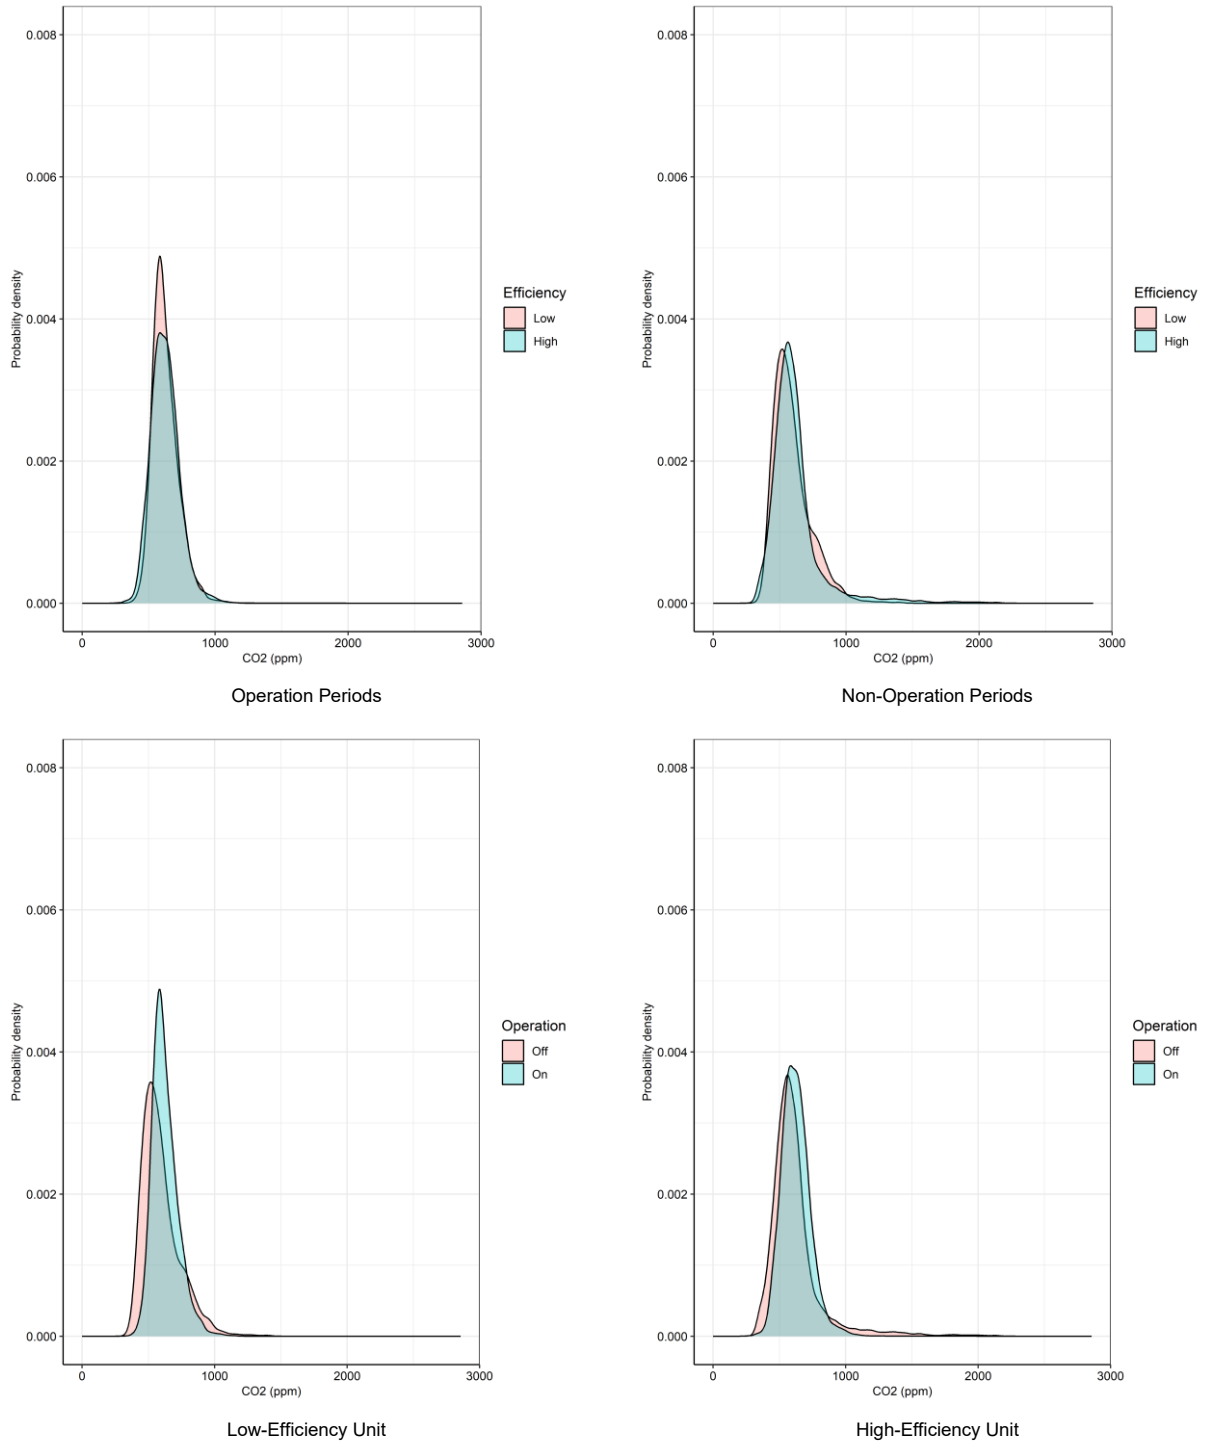 0.008
0.006
0.004
0.002
0.000
Probability density
0 1000 2000 3000
CO2 (ppm)
Efficiency
Low
High
Operation Periods
0.008
0.006
0.004
0.002
0.000
Probability density
0 1000 2000 3000
CO2 (ppm)
Efficiency
Low
High
Non-Operation Periods
0.008
0.006
0.004
0.002
0.000
Probability density
0 1000 2000 3000
CO2 (ppm)
Operation
Off
On
Low-Efficiency Unit
0.008
0.006
0.004
0.002
0.000
Probability density
0 1000 2000 3000
CO2 (ppm)
Operation
Off
On
High-Efficiency Unit